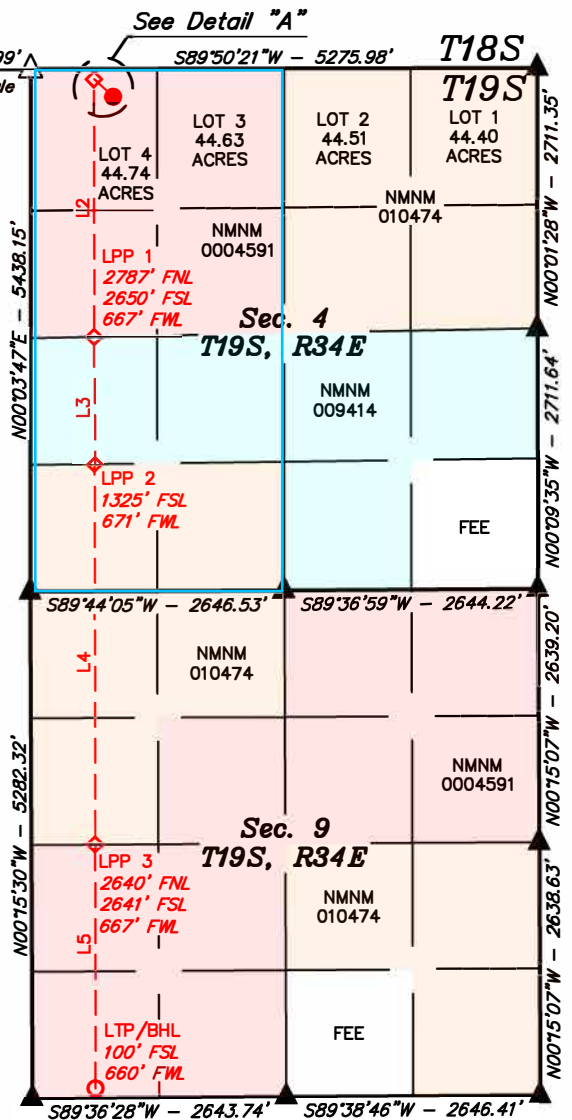 See Detail "A"
99'
S89°50'21"W - 5275.98'
T18S
T19S
LOT 4
44.74
ACRES
LOT 3
44.63
ACRES
LOT 2
44.51
ACRES
LOT 1
44.40
ACRES
N00°01'28"W - 2711.35'
L2
NMNM
0004591
NMNM
010474
N00°03'47"E - 5438.15'
LPP 1
2787' FNL
2650' FSL
667' FWL
Sec. 4
T19S, R34E
L3
NMNM
009414
N00°09'35"W - 2711.64'
LPP 2
1325' FSL
671' FWL
FEE
S89°44'05"W - 2646.53'
S89°36'59"W - 2644.22'
L4
NMNM
010474
N00°15'07"W - 2639.20'
NMNM
0004591
N00°15'30"W - 5282.32'
Sec. 9
T19S, R34E
LPP 3
2640' FNL
2641' FSL
667' FWL
NMNM
010474
L5
N00°15'07"W - 2638.63'
LTP/BHL
100' FSL
660' FWL
FEE
S89°36'28"W - 2643.74'
S89°38'46"W - 2646.41'